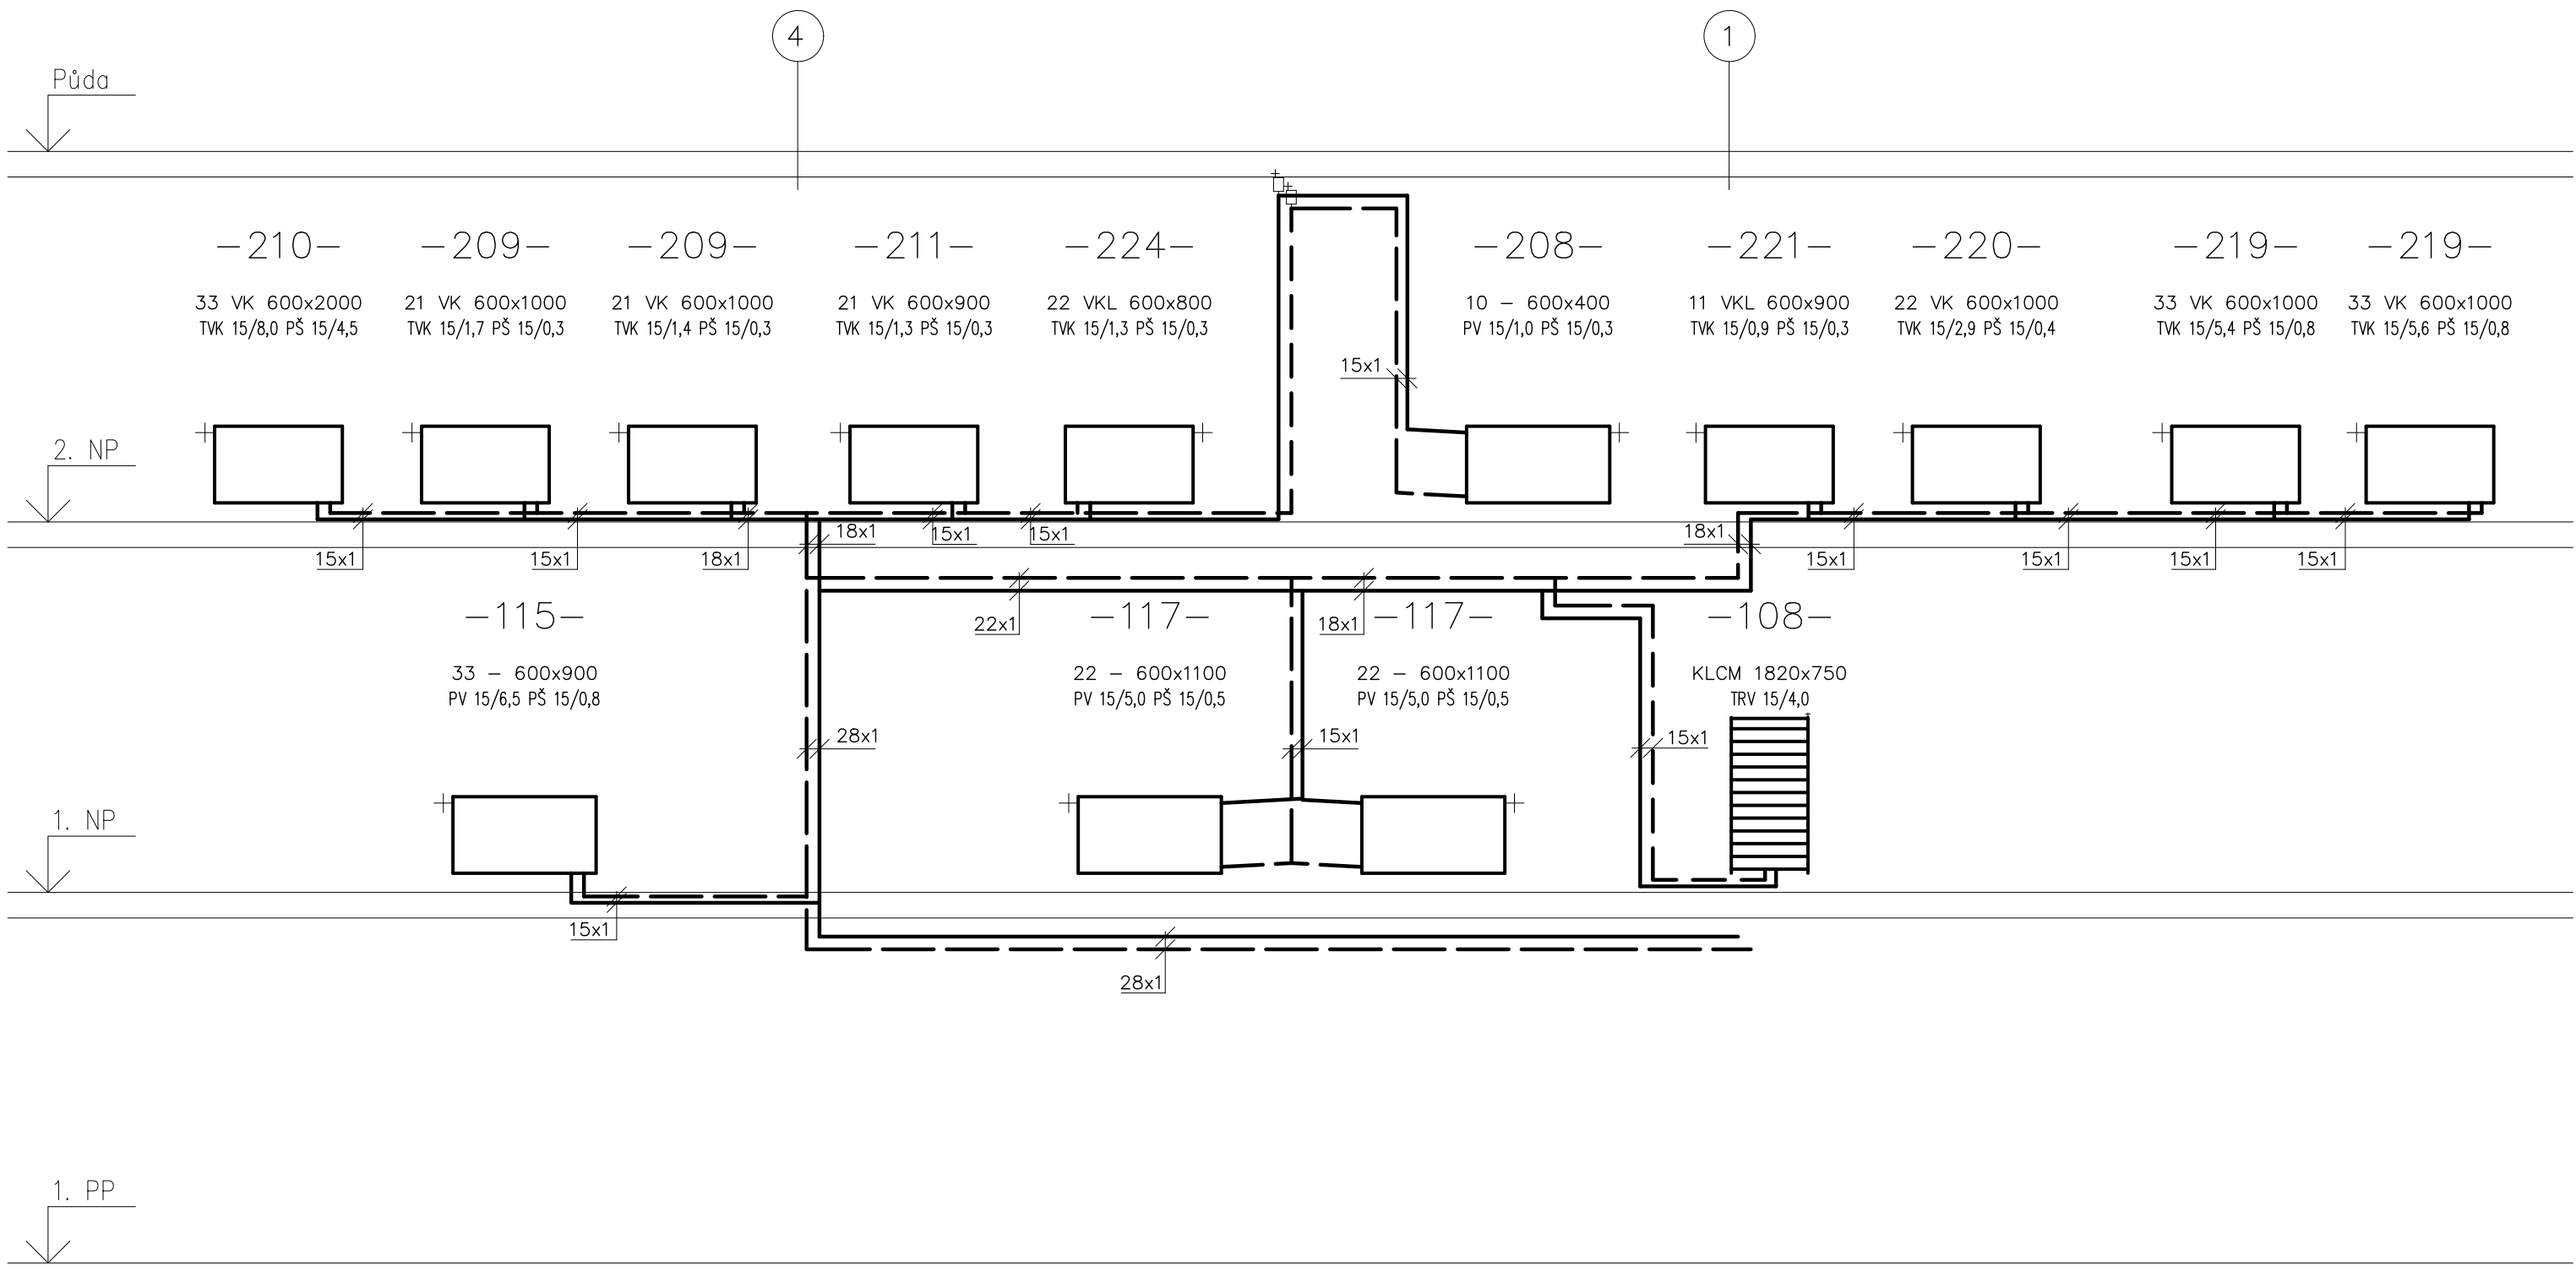 4
1
Půda
-210-
33 VK 600x2000
TVK 15/8,0 PŠ 15/4,5
-209-
21 VK 600x1000
TVK 15/1,7 PŠ 15/0,3
-209-
21 VK 600x1000
TVK 15/1,4 PŠ 15/0,3
-211-
21 VK 600x900
TVK 15/1,3 PŠ 15/0,3
-224-
22 VKL 600x800
TVK 15/1,3 PŠ 15/0,3
-208-
10 - 600x400
PV 15/1,0 PŠ 15/0,3
-221-
11 VKL 600x900
TVK 15/0,9 PŠ 15/0,3
-220-
22 VK 600x1000
TVK 15/2,9 PŠ 15/0,4
-219-
33 VK 600x1000
TVK 15/5,4 PŠ 15/0,8
-219-
33 VK 600x1000
TVK 15/5,6 PŠ 15/0,8
15x1
2. NP
15x1
15x1
18x1
18x1
15x1
15x1
18x1
15x1
15x1
15x1
15x1
22x1
18x1
-115-
33 - 600x900
PV 15/6,5 PŠ 15/0,8
-117-
22 - 600x1100
PV 15/5,0 PŠ 15/0,5
-117-
22 - 600x1100
PV 15/5,0 PŠ 15/0,5
-108-
KLCM 1820x750
TRV 15/4,0
28x1
15x1
15x1
1. NP
15x1
28x1
1. PP